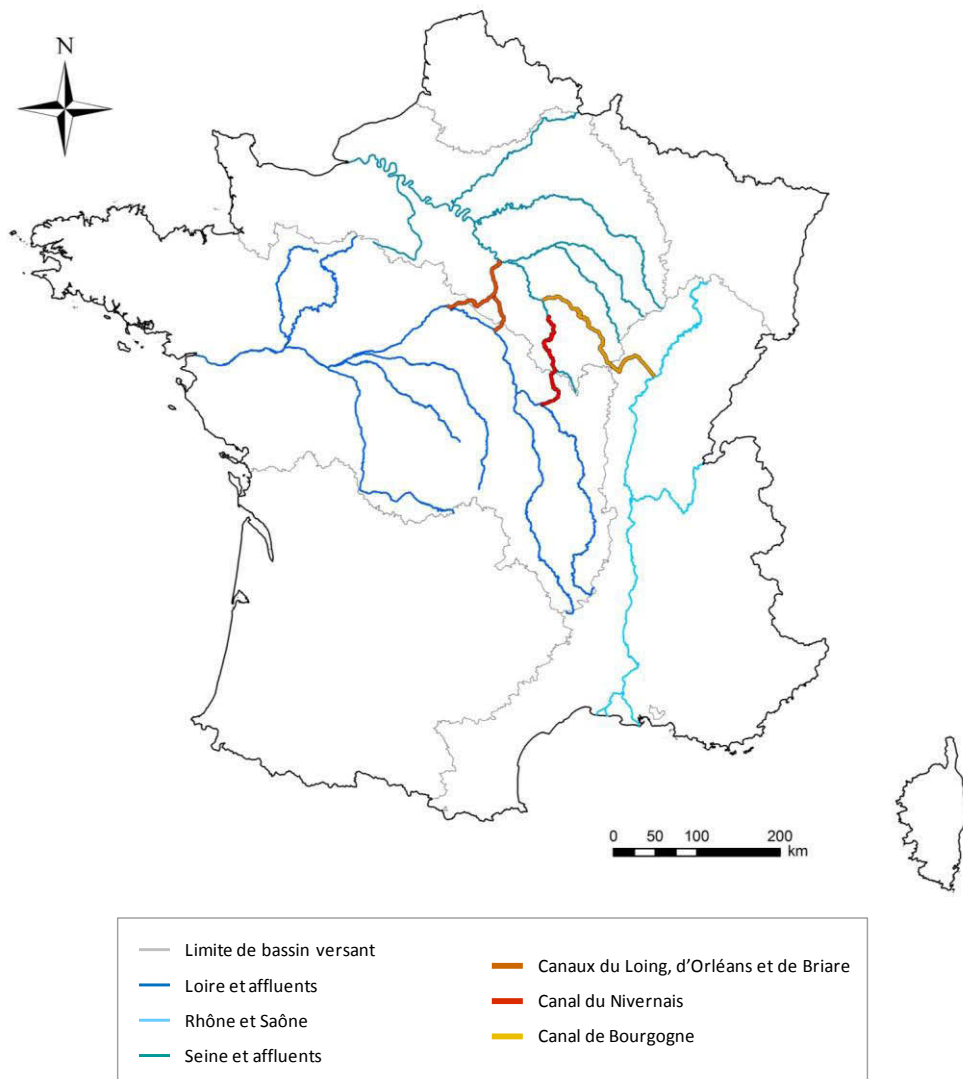 N
0 50 100 200
km
Limite de bassin versant
Loire et affluents
Rhône et Saône
Seine et affluents
Canaux du Loing, d’Orléans et de Briare
Canal du Nivernais
Canal de Bourgogne